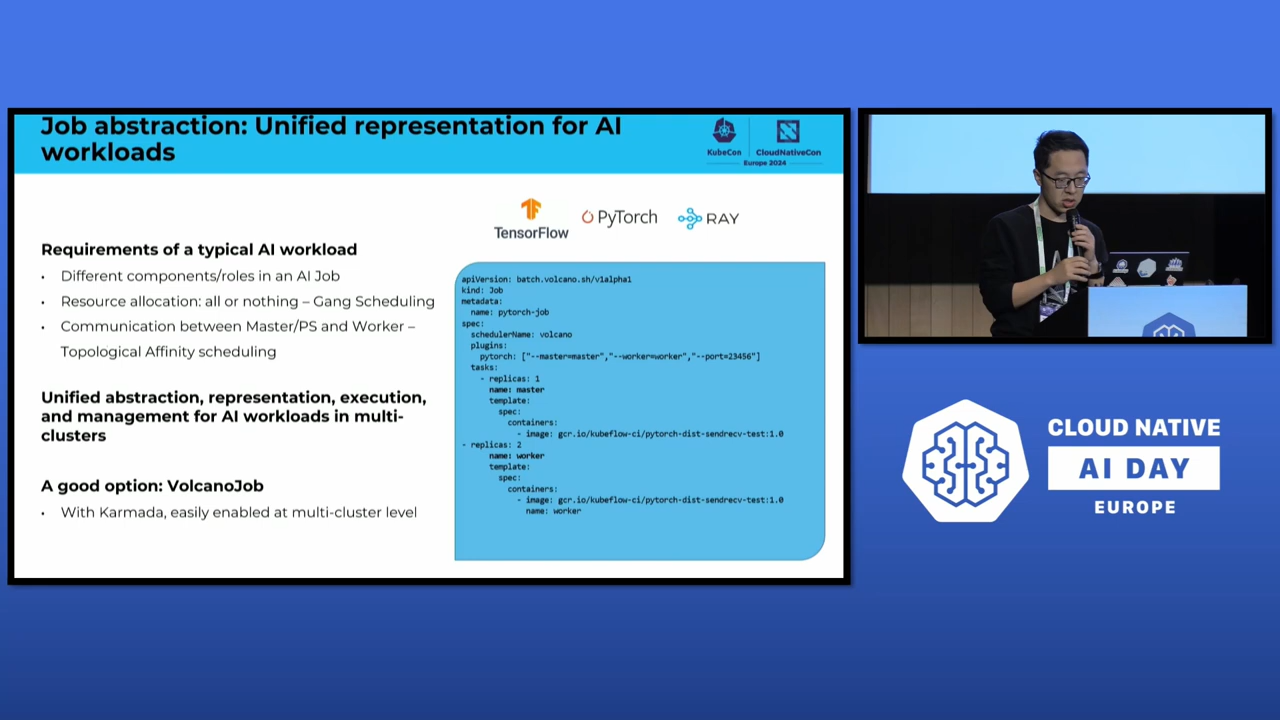 Job abstraction: Unified representation for AI
workloads
KubeCon
CloudNativeCon
Europe 2024
TensorFlow
PyTorch
RAY
Requirements of a typical AI workload
• Different components/roles in an AI Job
• Resource allocation: all or nothing – Gang Scheduling
• Communication between Master/PS and Worker –
Topological Affinity scheduling
Unified abstraction, representation, execution,
and management for AI workloads in multi-
clusters
A good option: VolcanoJob
• With Karmada, easily enabled at multi-cluster level
apiVersion: batch.volcano.sh/v1alpha1
kind: Job
metadata:
name: pytorch-job
spec:
schedulerName: volcano
plugins:
pytorch: ["--master=master","--worker=worker","--port=23456"]
tasks:
- replicas: 1
name: master
template:
spec:
containers:
- image: gcr.io/kubeflow-ci/pytorch-dist-sendrecv-test:1.0
- replicas: 2
name: worker
template:
spec:
containers:
- image: gcr.io/kubeflow-ci/pytorch-dist-sendrecv-test:1.0
name: worker
CLOUD NATIVE
AI DAY
EUROPE